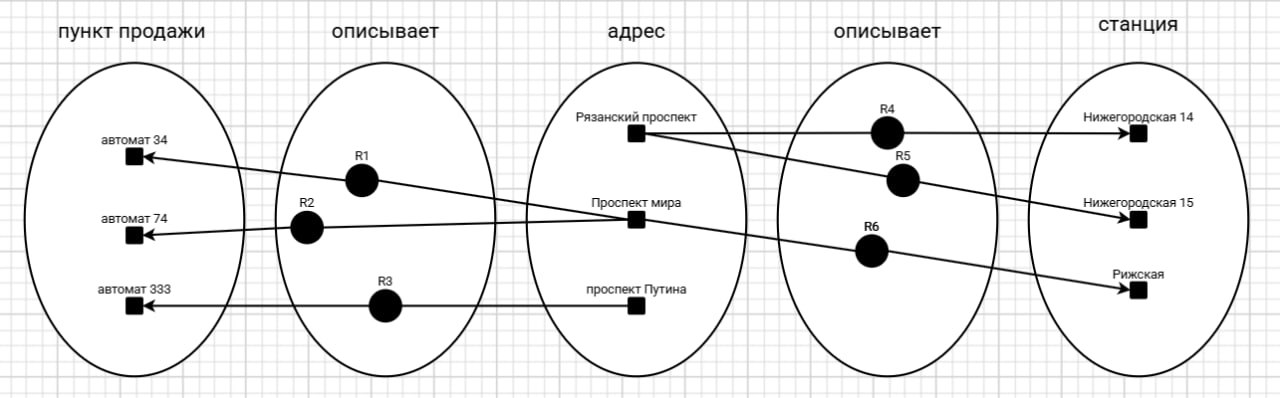 пункт продажи
описывает
адрес
описывает
станция
автомат 34
автомат 74
автомат 333
R1
R2
R3
Рязанский проспект
Проспект мира
проспект Путина
R4
R5
R6
Нижегородская 14
Нижегородская 15
Рижская